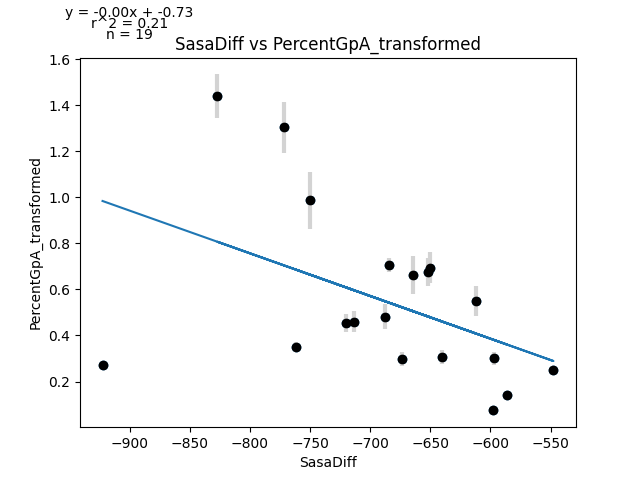 y = -0.00x + -0.73
r^2 = 0.21
n = 19
SasaDiff vs PercentGpA_transformed
PercentGpA_transformed
1.6
1.4
1.2
1.0
0.8
0.6
0.4
0.2
−900
−850
−800
−750
−700
−650
−600
−550
SasaDiff